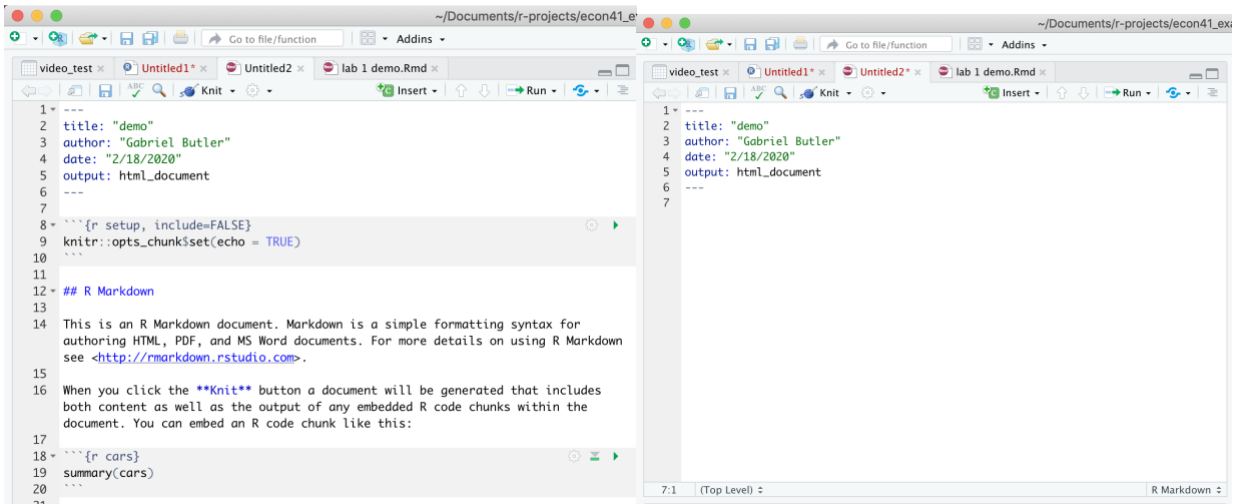 ~/Documents/r-projects/econ41_e
Go to file/function
Addins
video_test
Untitled1*
Untitled2
lab 1 demo.Rmd
ABC
Knit
Insert
Run
1 ---
2 title: "demo"
3 author: "Gabriel Butler"
4 date: "2/18/2020"
5 output: html_document
6 ---
7
8 ```{r setup, include=FALSE}
9 knitr::opts_chunk$set(echo = TRUE)
10 ```
11
12 ## R Markdown
13
14 This is an R Markdown document. Markdown is a simple formatting syntax for
authoring HTML, PDF, and MS Word documents. For more details on using R Markdown
see <http://rmarkdown.rstudio.com>.
15
16 When you click the **Knit** button a document will be generated that includes
both content as well as the output of any embedded R code chunks within the
document. You can embed an R code chunk like this:
17
18 ```{r cars}
19 summary(cars)
20 ```
21
~/Documents/r-projects/econ41_exa
Go to file/function
Addins
video_test
Untitled1*
Untitled2*
lab 1 demo.Rmd
ABC
Knit
Insert
Run
1 ---
2 title: "demo"
3 author: "Gabriel Butler"
4 date: "2/18/2020"
5 output: html_document
6 ---
7
7:1 (Top Level) R Markdown